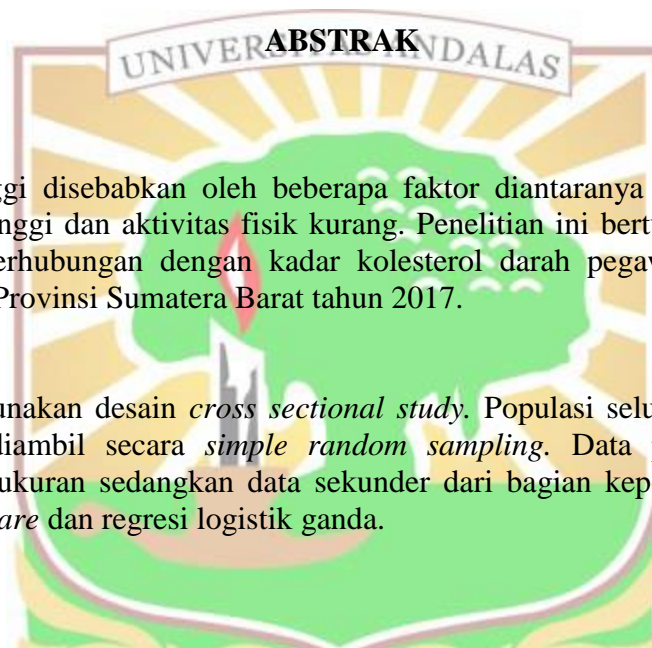 ABSTRAK
UNIVERSITAS ANDALAS
ggi disebabkan oleh beberapa faktor diantaranya
nggi dan aktivitas fisik kurang. Penelitian ini bert
erhubungan dengan kadar kolesterol darah pegaw
Provinsi Sumatera Barat tahun 2017.
unakan desain cross sectional study. Populasi selu
diambil secara simple random sampling. Data
ukuran sedangkan data sekunder dari bagian kep
are dan regresi logistik ganda.